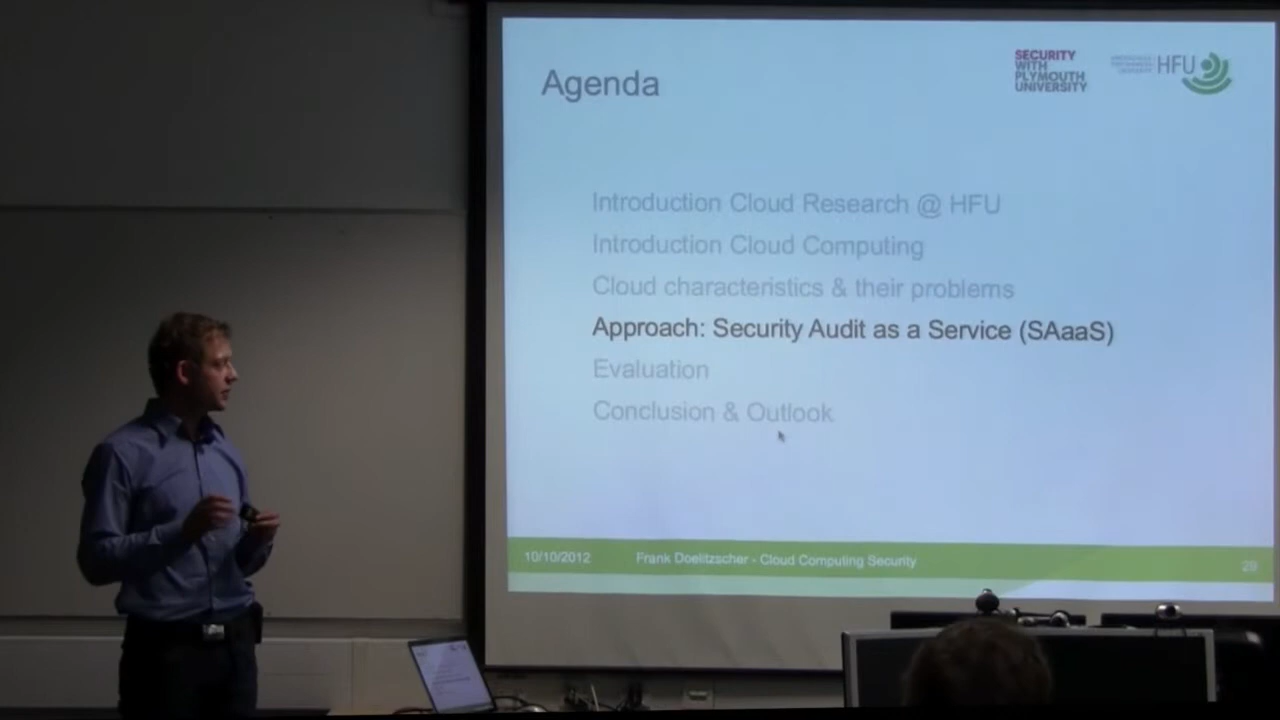 Agenda
SECURITY
WITH
PLYMOUTH
UNIVERSITY
HFU
Introduction Cloud Research @ HFU
Introduction Cloud Computing
Cloud characteristics & their problems
Approach: Security Audit as a Service (SAaaS)
Evaluation
Conclusion & Outlook
10/10/2012
Frank Doelitzscher - Cloud Computing Security
29